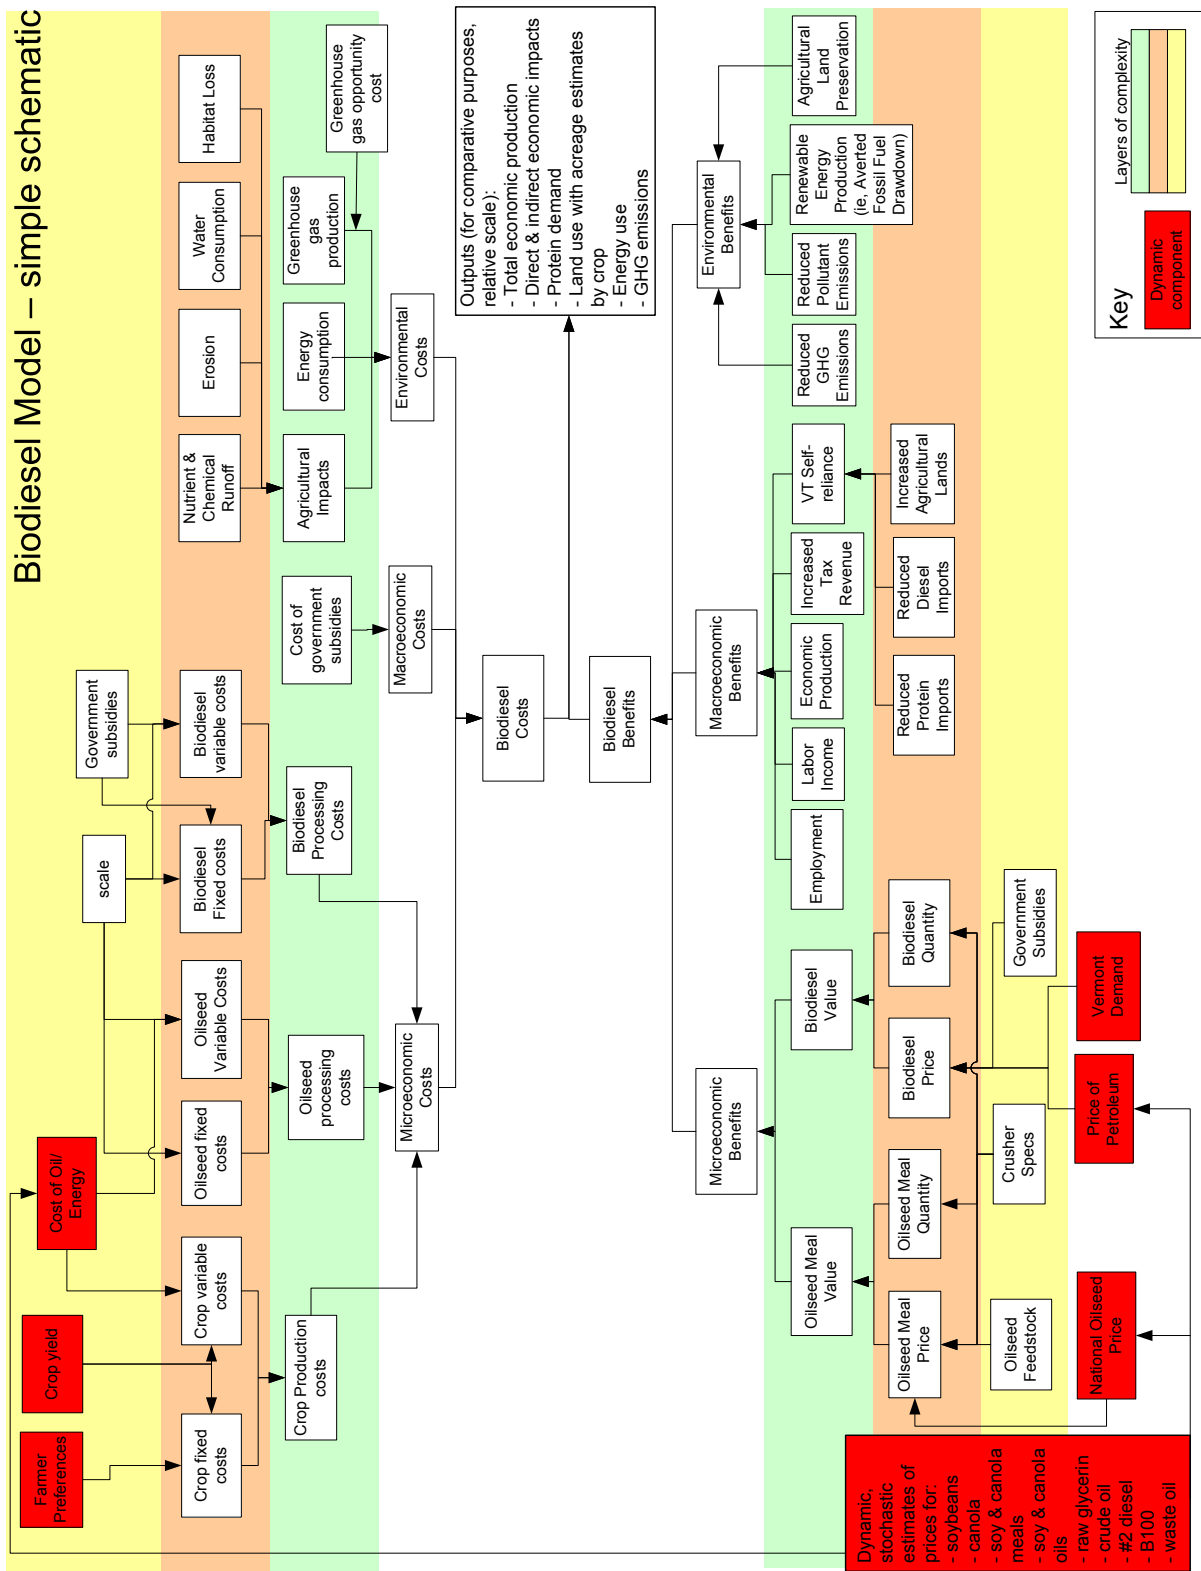 Biodiesel Model – simple schematic
Farmer
Preferences
Crop yield
Cost of Oil/
Energy
scale
Government
subsidies
Crop fixed
costs
Crop variable
costs
Oilseed fixed
costs
Oilseed
Variable Costs
Biodiesel
Fixed costs
Biodiesel
variable costs
Nutrient &
Chemical
Runoff
Erosion
Water
Consumption
Habitat Loss
Crop Production
costs
Oilseed
processing
costs
Biodiesel
Processing
Costs
Cost of
government
subsidies
Agricultural
Impacts
Energy
consumption
Greenhouse
gas
production
Greenhouse
gas opportunity
cost
Microeconomic
Costs
Macroeconomic
Costs
Environmental
Costs
Biodiesel
Costs
Outputs (for comparative purposes,
relative scale):
- Total economic production
- Direct & indirect economic impacts
- Protein demand
- Land use with acreage estimates
by crop
- Energy use
- GHG emissions
Biodiesel
Benefits
Microeconomic
Benefits
Macroeconomic
Benefits
Environmental
Benefits
Oilseed Meal
Value
Biodiesel
Value
Employment
Labor
Income
Economic
Production
Increased
Tax
Revenue
VT Self-
reliance
Reduced
GHG
Emissions
Reduced
Pollutant
Emissions
Renewable
Energy
Production
(ie, Averted
Fossil Fuel
Drawdown)
Agricultural
Land
Preservation
Oilseed Meal
Price
Oilseed Meal
Quantity
Biodiesel
Price
Biodiesel
Quantity
Reduced
Protein
Imports
Reduced
Diesel
Imports
Increased
Agricultural
Lands
Oilseed
Feedstock
Crusher
Specs
Government
Subsidies
National Oilseed
Price
Price of
Petroleum
Vermont
Demand
Dynamic,
stochastic
estimates of
prices for:
- soybeans
- canola
- soy & canola
meals
- soy & canola
oils
- raw glycerin
- crude oil
- #2 diesel
- B100
- waste oil
Key
Dynamic
component
Layers of complexity